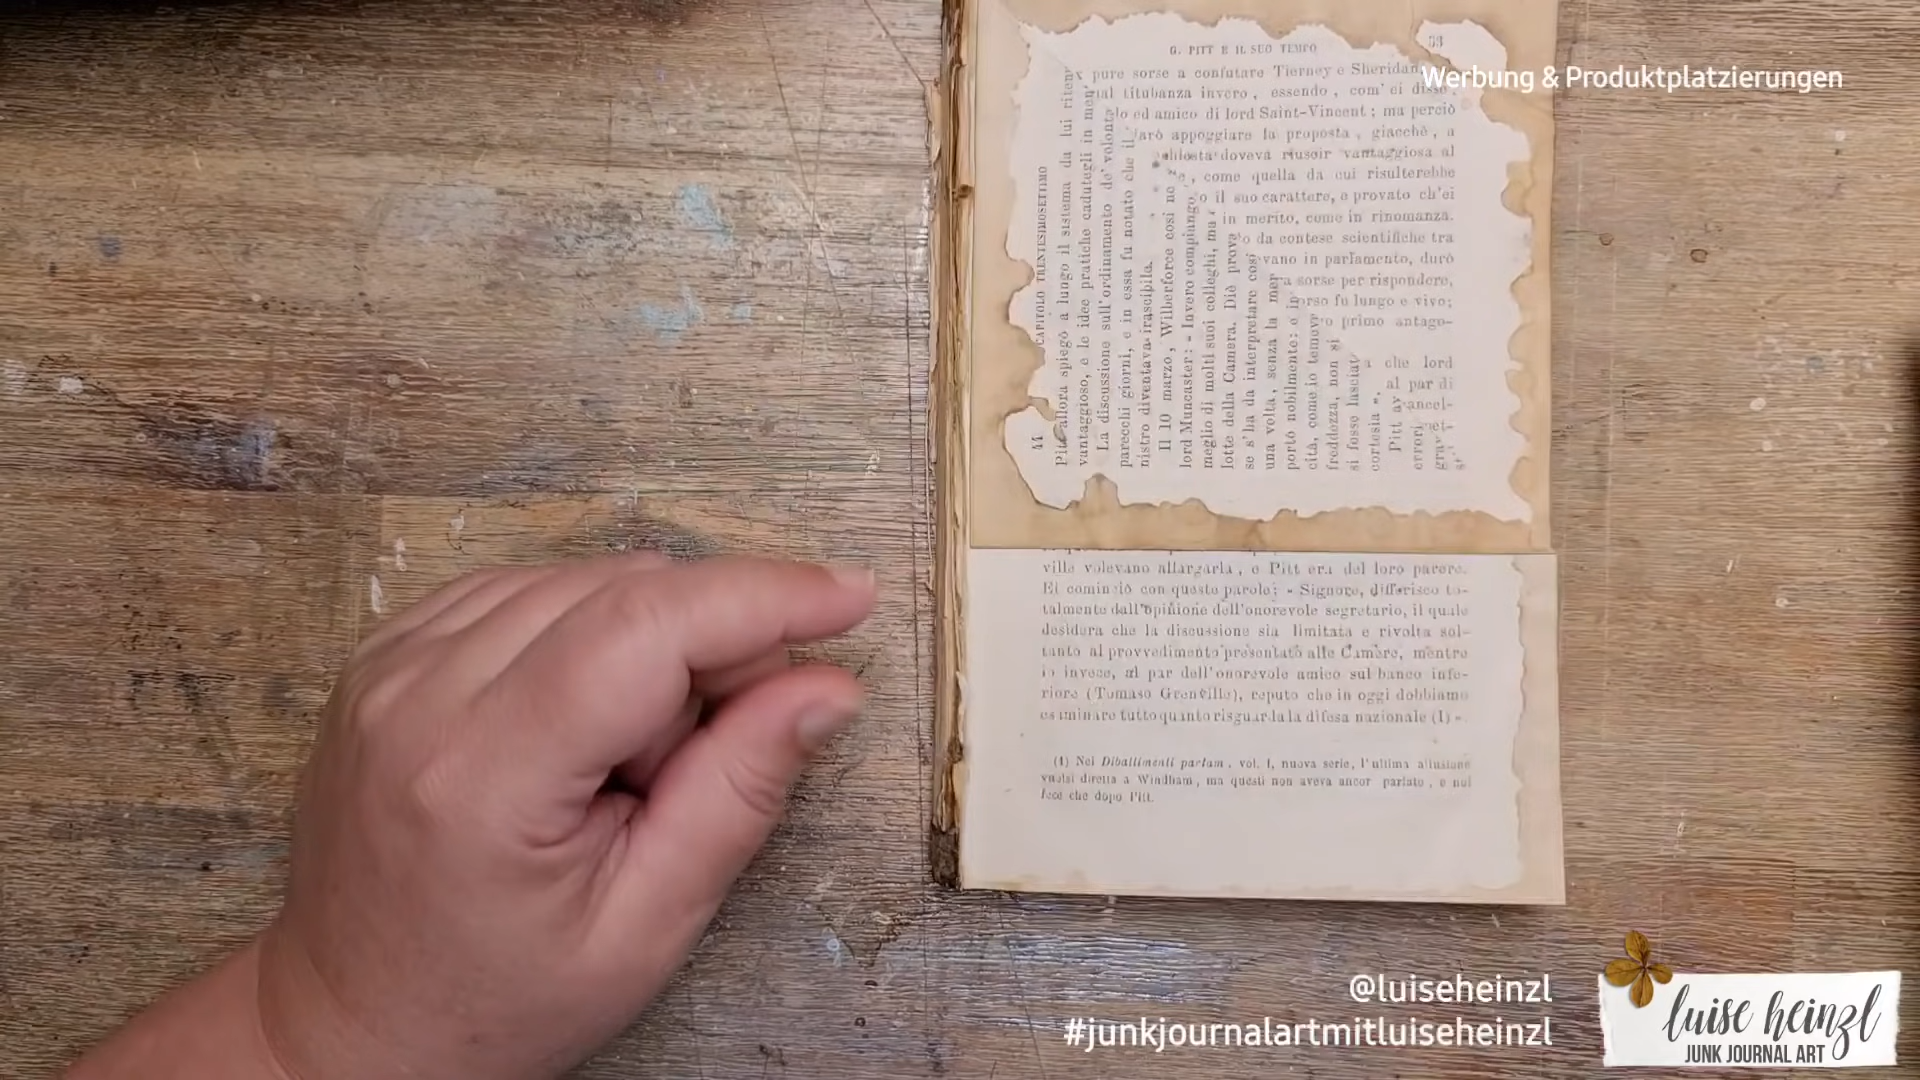 G. PITT E IL SUO TEMPO
53
Werbung & Produktplatzierungen
pure sorse a confutare Tierney e Sheridan
titubanza invero, essendo, com' ei disse,
ed amico di lord Saint-Vincent; ma perciò
appoggiare la proposta, giacchè, a
doveva riuscir vantaggiosa al
, come quella da cui risulterebbe
il suo carattere, e provato ch'ei
in merito, come in rinomanza.
da contese scientifiche tra
in parlamento, durò
sorse per rispondere,
fu lungo e vivo;
primo antago-
che lord
al par di
44
CAPITOLO TRENTESIMOSETTIMO
Pitt allora spiegò a lungo il sistema da lui
vantaggioso, e le idee pratiche cadutegli in
La discussione sull'ordinamento de'
parecchi giorni, e in essa fu notato che il
nistro diventava irascibile.
Il 10 marzo, Wilberforce così ne
lord Muncaster: « Invero compiango
meglio di molti suoi colleghi, ma
lotte della Camera. Diè
se s'ha da interpretare così
una volta, senza la
portò nobilmente:
cità, come io
freddezza, non si
si fosse
cortesia ».
Pitt
ville volevano allargarla, e Pitt era del loro parere.
Ei cominciò con queste parole: « Signore, differisco to-
talmente dall'opinione dell'onorevole segretario, il quale
desidera che la discussione sia limitata e rivolta sol-
tanto al provvedimento presentato alle Camere, mentre
io invece, al par dell'onorevole amico sul banco infe-
riore (Tomaso Grenville), reputo che in oggi dobbiamo
esaminare tutto quanto risguarda la difesa nazionale (1) ».
(1) Nei Dibattimenti parlam, vol. I, nuova serie, l'ultima allusione
vuolsi diretta a Windham, ma questi non aveva ancor parlato, e nol
fece che dopo Pitt.
@luiseheinzl
#junkjournalartmitluiseheinzl
luise heinzl
JUNK JOURNAL ART